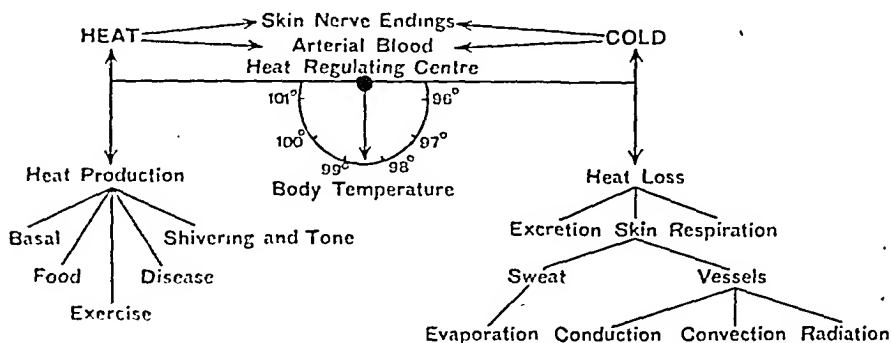 Skin Nerve Endings
HEAT
COLD
Arterial Blood
Heat Regulating Centre
101° 96°
100° 97°
99° 98°
Body Temperature
Heat Production
Heat Loss
Basal Shivering and Tone
Excretion Skin Respiration
Food Disease
Sweat Vessels
Exercise
Evaporation Conduction Convection Radiation